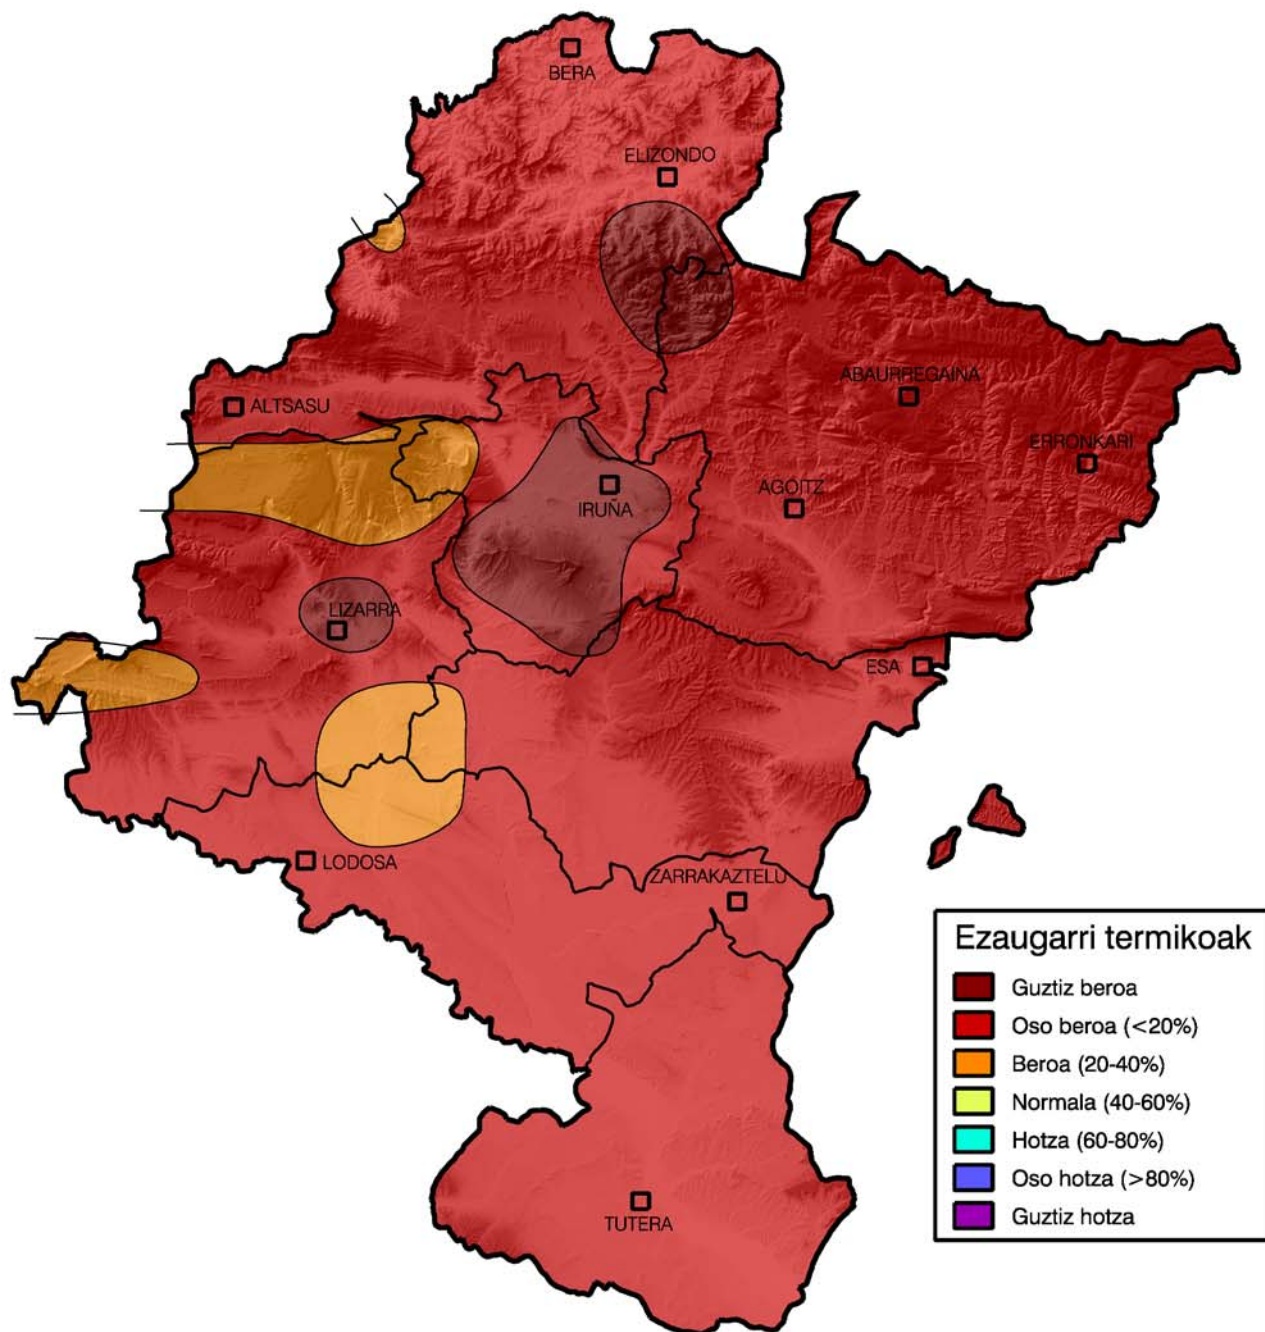 BERA
ELIZONDO
ABAURREGAINA
ALTSASU
ERRONKARI
IRUÑA
AGOITZ
LIZARRA
ESA
LODOSA
ZARRAKAZTELU
TUTERA
Ezaugarri termikoak
Guztiz beroa
Oso beroa (<20%)
Beroa (20-40%)
Normala (40-60%)
Hotza (60-80%)
Oso hotza (>80%)
Guztiz hotza